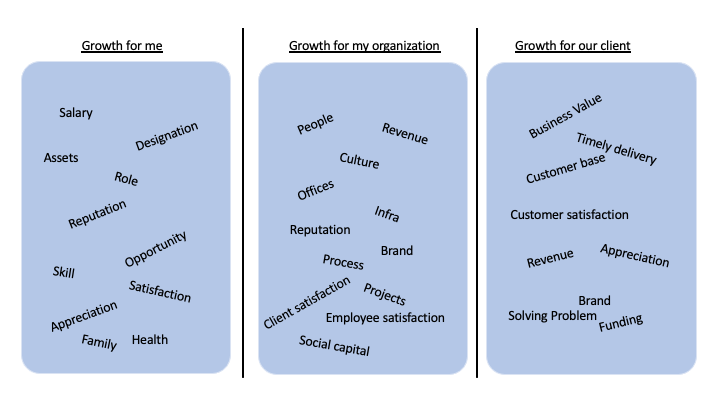 Growth for me
Salary
Designation
Assets
Role
Reputation
Opportunity
Skill
Satisfaction
Appreciation
Family
Health
Growth for my organization
People
Revenue
Culture
Offices
Infra
Reputation
Brand
Process
Projects
Client satisfaction
Employee satisfaction
Social capital
Growth for our client
Business Value
Timely delivery
Customer base
Customer satisfaction
Revenue
Appreciation
Brand
Solving Problem
Funding